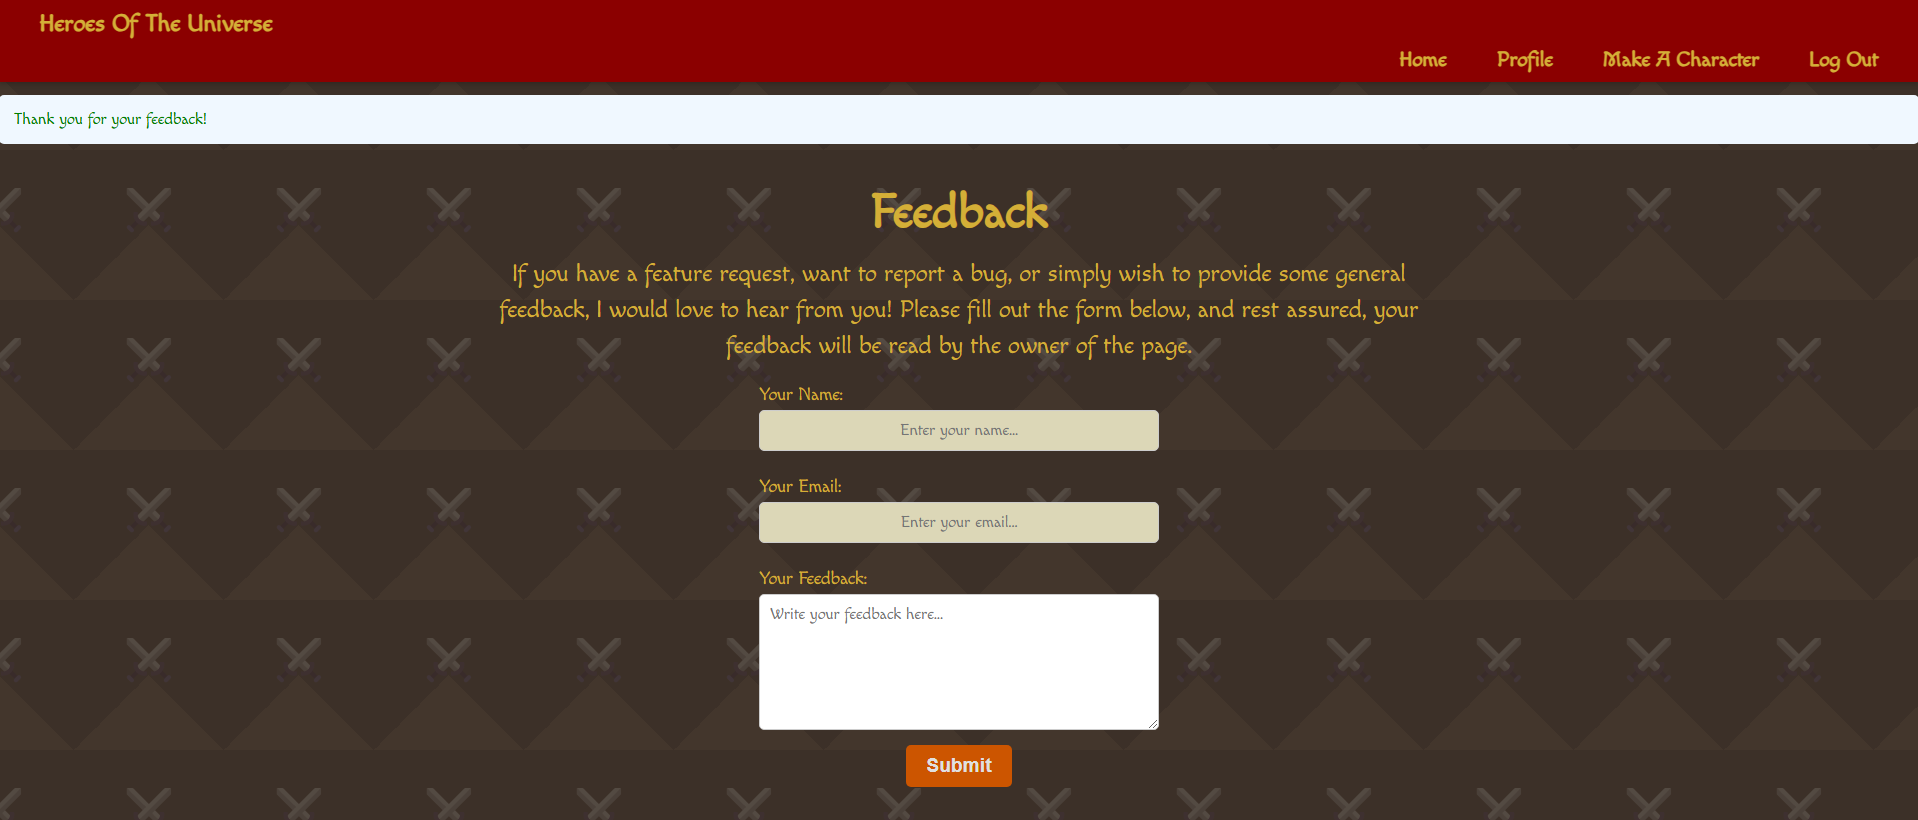 Heroes Of The Universe
Home Profile Make A Character Log Out
Thank you for your feedback!
Feedback
If you have a feature request, want to report a bug, or simply wish to provide some general
feedback, I would love to hear from you! Please fill out the form below, and rest assured, your
feedback will be read by the owner of the page.
Your Name:
Enter your name...
Your Email:
Enter your email...
Your Feedback:
Write your feedback here...
Submit